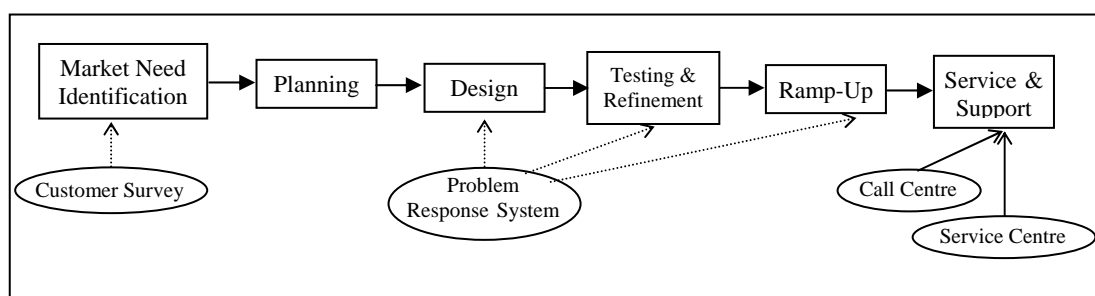 Market Need
Identification
Planning
Design
Testing &
Refinement
Ramp-Up
Service &
Support
Customer Survey
Problem
Response System
Call Centre
Service Centre